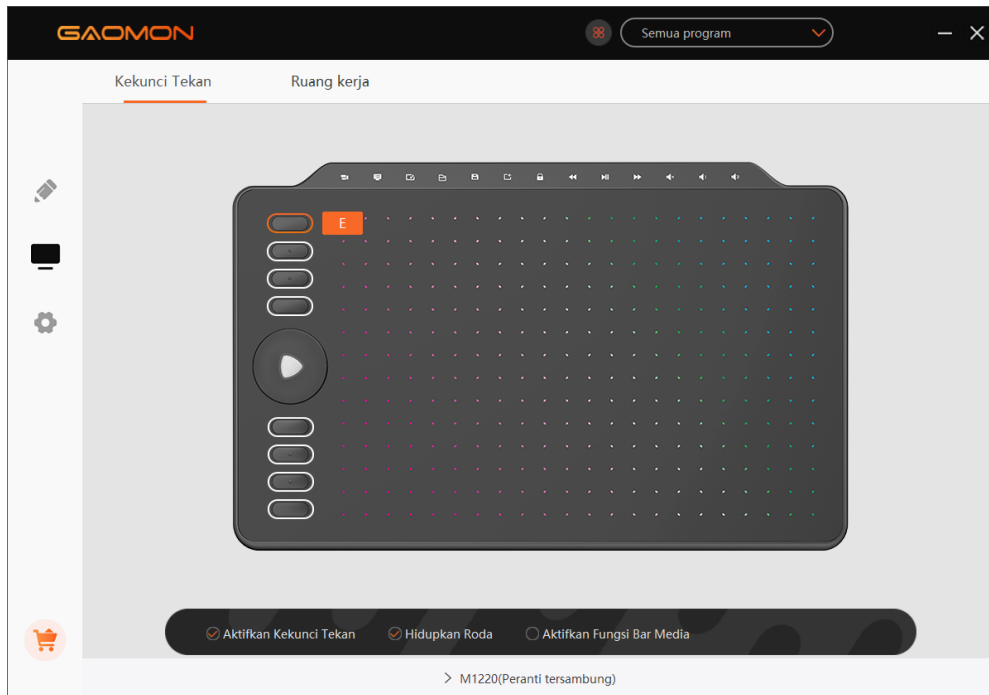 GAOMON
Semua program
Kekunci Tekan
Ruang kerja
E
Aktifkan Kekunci Tekan
Hidupkan Roda
Aktifkan Fungsi Bar Media
M1220(Peranti tersambung)